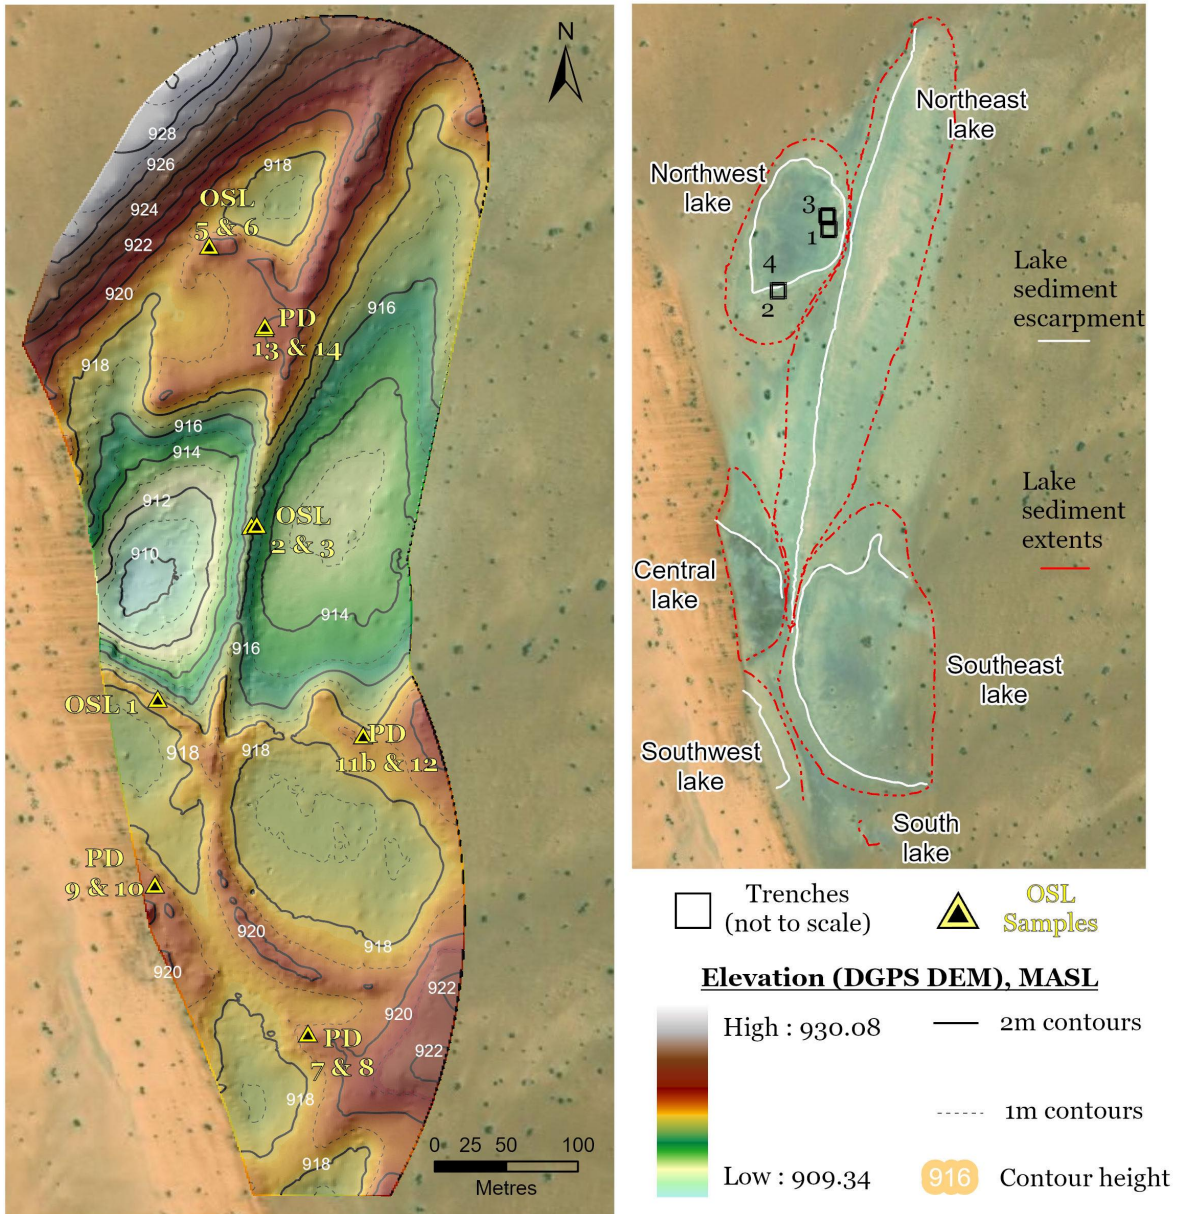 N
928
926
924
922
920
918
918
OSL
5 & 6
PD
13 & 14
916
916
914
912
910
OSL
2 & 3
914
916
OSL 1
918
918
PD
11b & 12
PD
9 & 10
920
920
918
922
920
922
PD
7 & 8
918
918
0 25 50 100
Metres
Northeast
lake
Northwest
lake
3
1
4
2
Lake
sediment
escarpment
Lake
sediment
extents
Central
lake
Southeast
lake
Southwest
lake
South
lake
Trenches
(not to scale)
OSL
Samples
Elevation (DGPS DEM), MASL
High : 930.08
2m contours
1m contours
Low : 909.34
916
Contour height